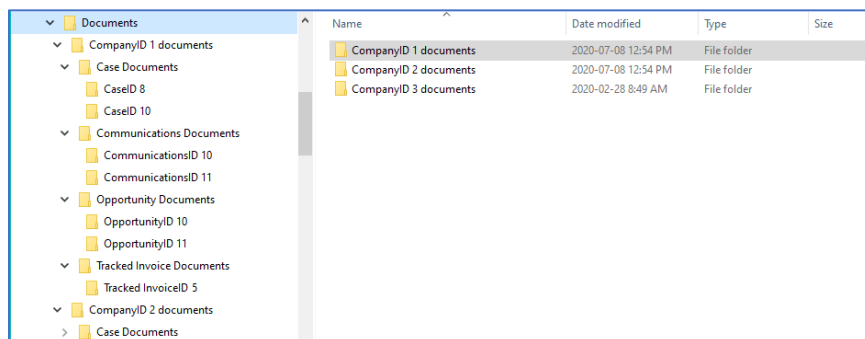 Documents
CompanyID 1 documents
Case Documents
CaseID 8
CaseID 10
Communications Documents
CommunicationsID 10
CommunicationsID 11
Opportunity Documents
OpportunityID 10
OpportunityID 11
Tracked Invoice Documents
Tracked InvoiceID 5
CompanyID 2 documents
Case Documents
Name Date modified Type Size
CompanyID 1 documents 2020-07-08 12:54 PM File folder
CompanyID 2 documents 2020-07-08 12:54 PM File folder
CompanyID 3 documents 2020-02-28 8:49 AM File folder